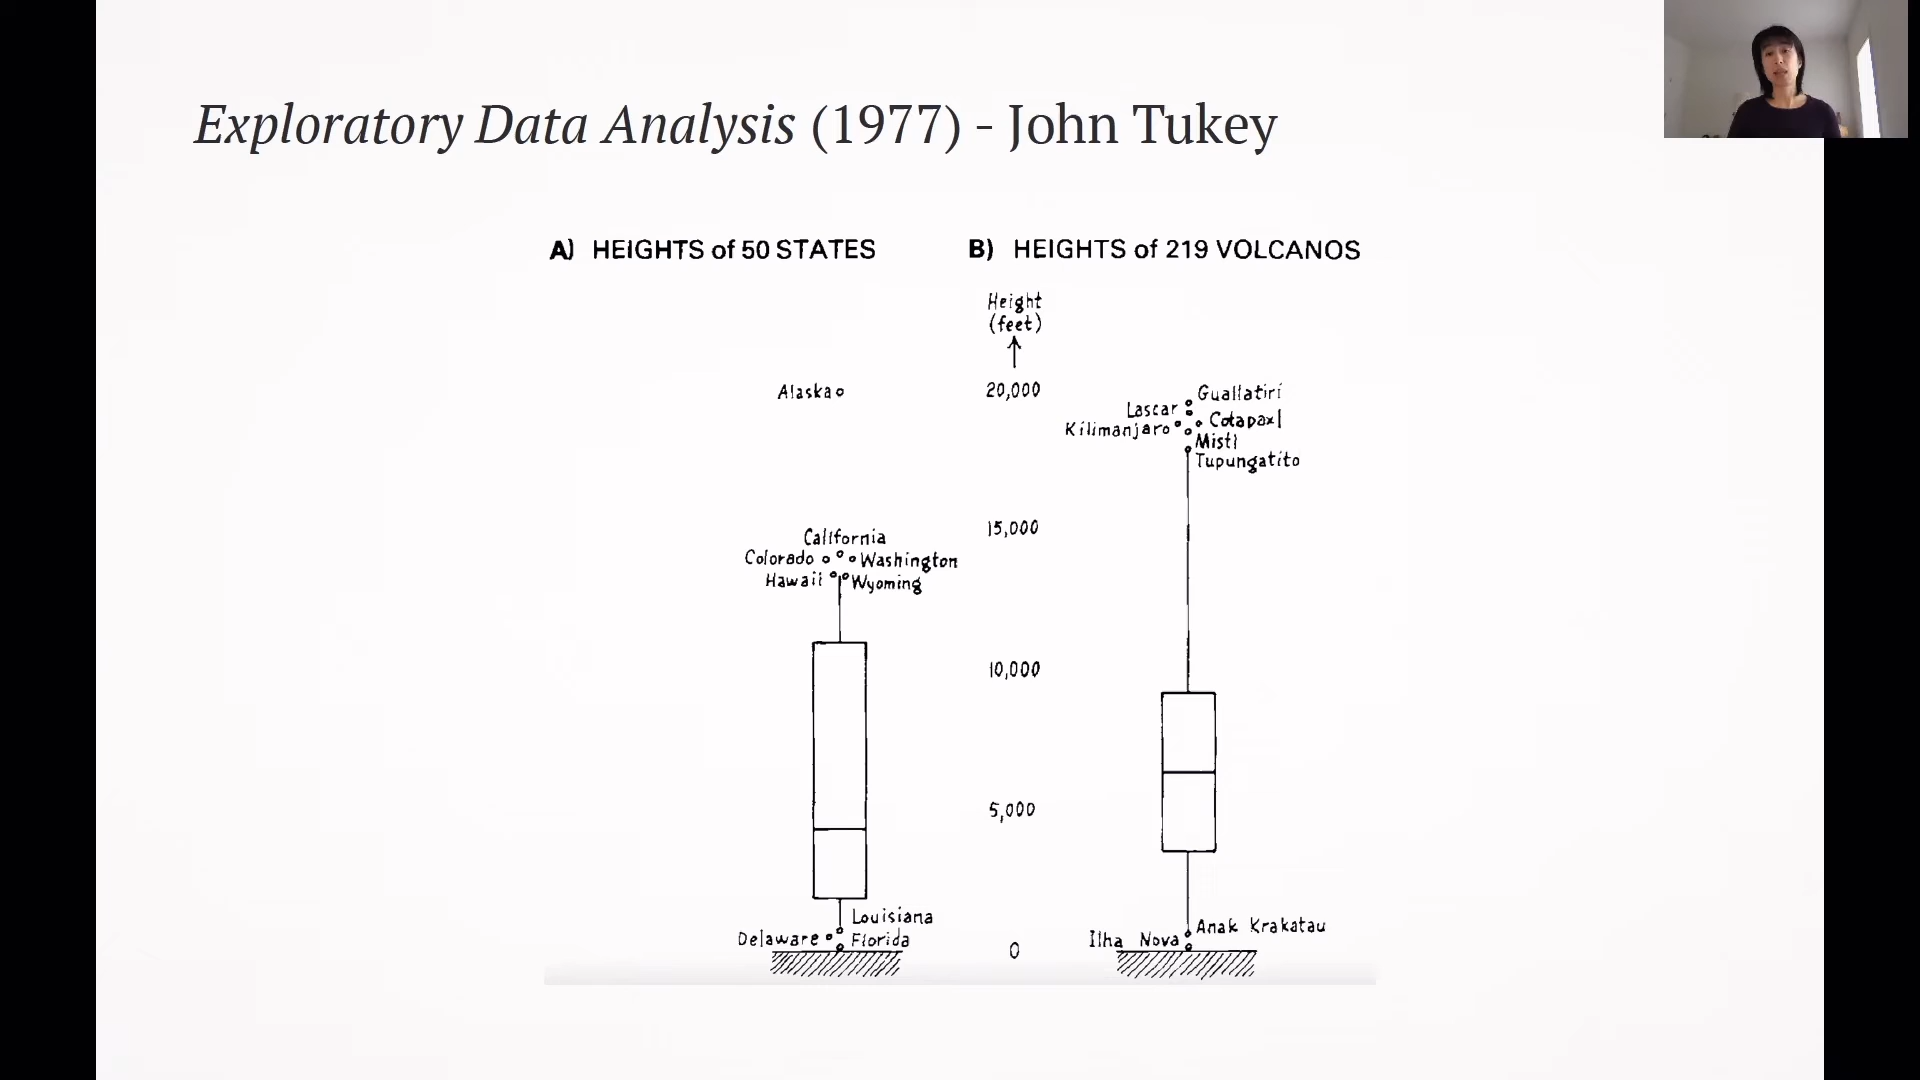 Exploratory Data Analysis (1977) - John Tukey
A) HEIGHTS of 50 STATES
B) HEIGHTS of 219 VOLCANOS
Height
(feet)
20,000
15,000
10,000
5,000
0
Alaska
California
Colorado
Washington
Hawaii
Wyoming
Louisiana
Delaware
Florida
Guallatiri
Lascar
Cotapaxi
Kilimanjaro
Misti
Tupungatito
Anak Krakatau
Ilha Nova